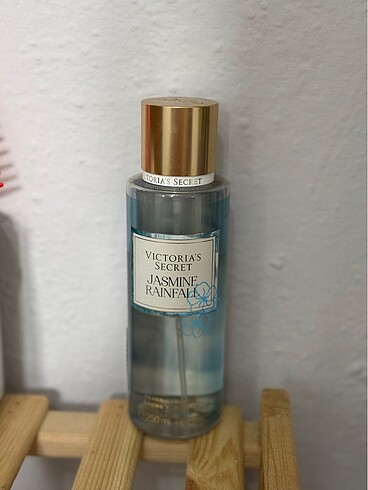 VICTORIA'S SECRET
VICTORIA'S
SECRET
JASMINE
RAINFALL